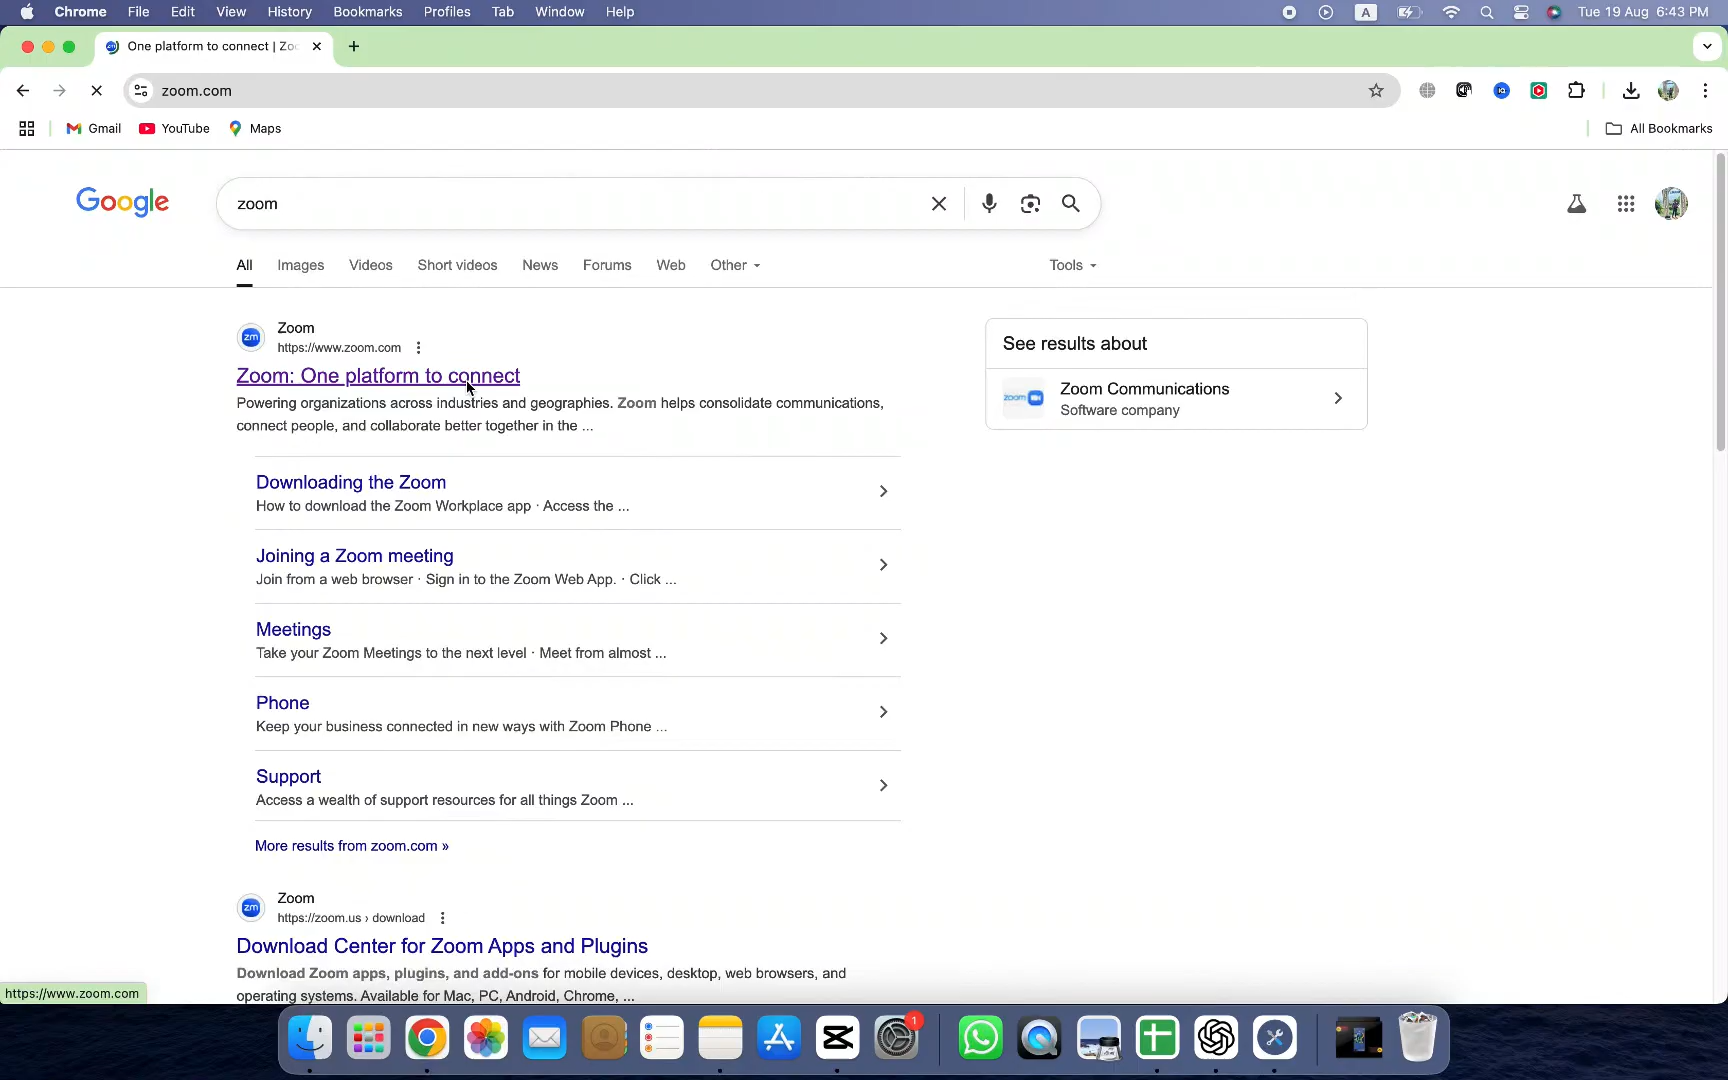 Chrome File Edit View History Bookmarks Profiles Tab Window Help A Tue 19 Aug 6:43 PM
One platform to connect | Zoo
zoom.com
Gmail YouTube Maps All Bookmarks
Google zoom
All Images Videos Short videos News Forums Web Other Tools
zm Zoom
https://www.zoom.com
Zoom: One platform to connect
Powering organizations across industries and geographies. Zoom helps consolidate communications,
connect people, and collaborate better together in the ...
See results about
zoom Zoom Communications
Software company
Downloading the Zoom
How to download the Zoom Workplace app · Access the ...
Joining a Zoom meeting
Join from a web browser · Sign in to the Zoom Web App. · Click ...
Meetings
Take your Zoom Meetings to the next level · Meet from almost ...
Phone
Keep your business connected in new ways with Zoom Phone ...
Support
Access a wealth of support resources for all things Zoom ...
More results from zoom.com »
zm Zoom
https://zoom.us › download
Download Center for Zoom Apps and Plugins
Download Zoom apps, plugins, and add-ons for mobile devices, desktop, web browsers, and
operating systems. Available for Mac, PC, Android, Chrome, ...
https://www.zoom.com
1